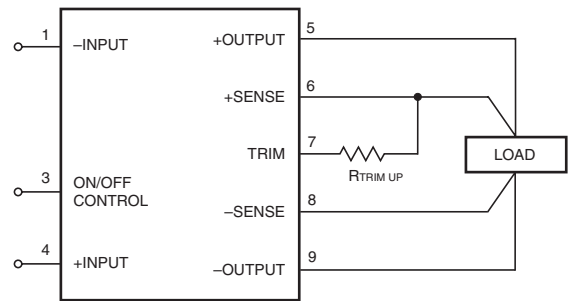 1
–INPUT
3
ON/OFF
CONTROL
4
+INPUT
+OUTPUT
5
+SENSE
6
TRIM
7
RTRIM UP
–SENSE
8
–OUTPUT
9
LOAD